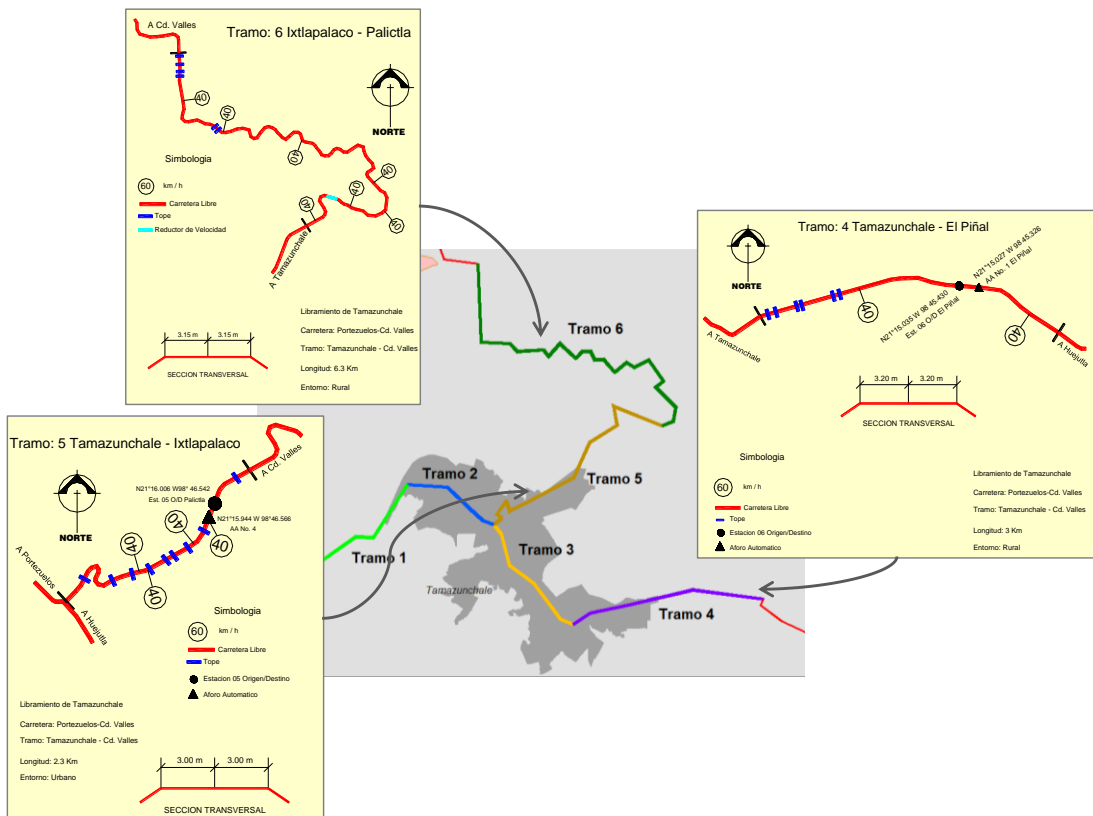 A Cd. Valles
Tramo: 6 Ixtlapalaco - Palictla
NORTE
40
40
40
40
40
40
40
Simbologia
60 km / h
Carretera Libre
Tope
Reductor de Velocidad
A Tamazunchale
3.15 m 3.15 m
SECCION TRANSVERSAL
Libramiento de Tamazunchale
Carretera: Portezuelos-Cd. Valles
Tramo: Tamazunchale - Cd. Valles
Longitud: 6.3 Km
Entorno: Rural
Tramo: 4 Tamazunchale - El Piñal
NORTE
N21°15.027 W 98 45.326
AA No. 1 El Piñal
N21°15.035 W 98 45.430
Est. 06 O/D El Piñal
40
40
A Tamazunchale
A Huejutla
3.20 m 3.20 m
SECCION TRANSVERSAL
Simbologia
60 km / h
Carretera Libre
Tope
Estacion 06 Origen/Destino
Aforo Automatico
Libramiento de Tamazunchale
Carretera: Portezuelos-Cd. Valles
Tramo: Tamazunchale - Cd. Valles
Longitud: 3 Km
Entorno: Rural
Tramo: 5 Tamazunchale - Ixtlapalaco
NORTE
A Cd. Valles
N21°16.006 W98° 46.542
Est. 05 O/D Palictla
N21°15.944 W 98°46.566
AA No. 4
40
40
40
40
A Portezuelos
A Huejutla
Simbologia
60 km / h
Carretera Libre
Tope
Estacion 05 Origen/Destino
Aforo Automatico
Libramiento de Tamazunchale
Carretera: Portezuelos-Cd. Valles
Tramo: Tamazunchale - Cd. Valles
Longitud: 2.3 Km
Entorno: Urbano
3.00 m 3.00 m
SECCION TRANSVERSAL
Tramo 6
Tramo 2
Tramo 5
Tramo 1
Tramo 3
Tamazunchale
Tramo 4